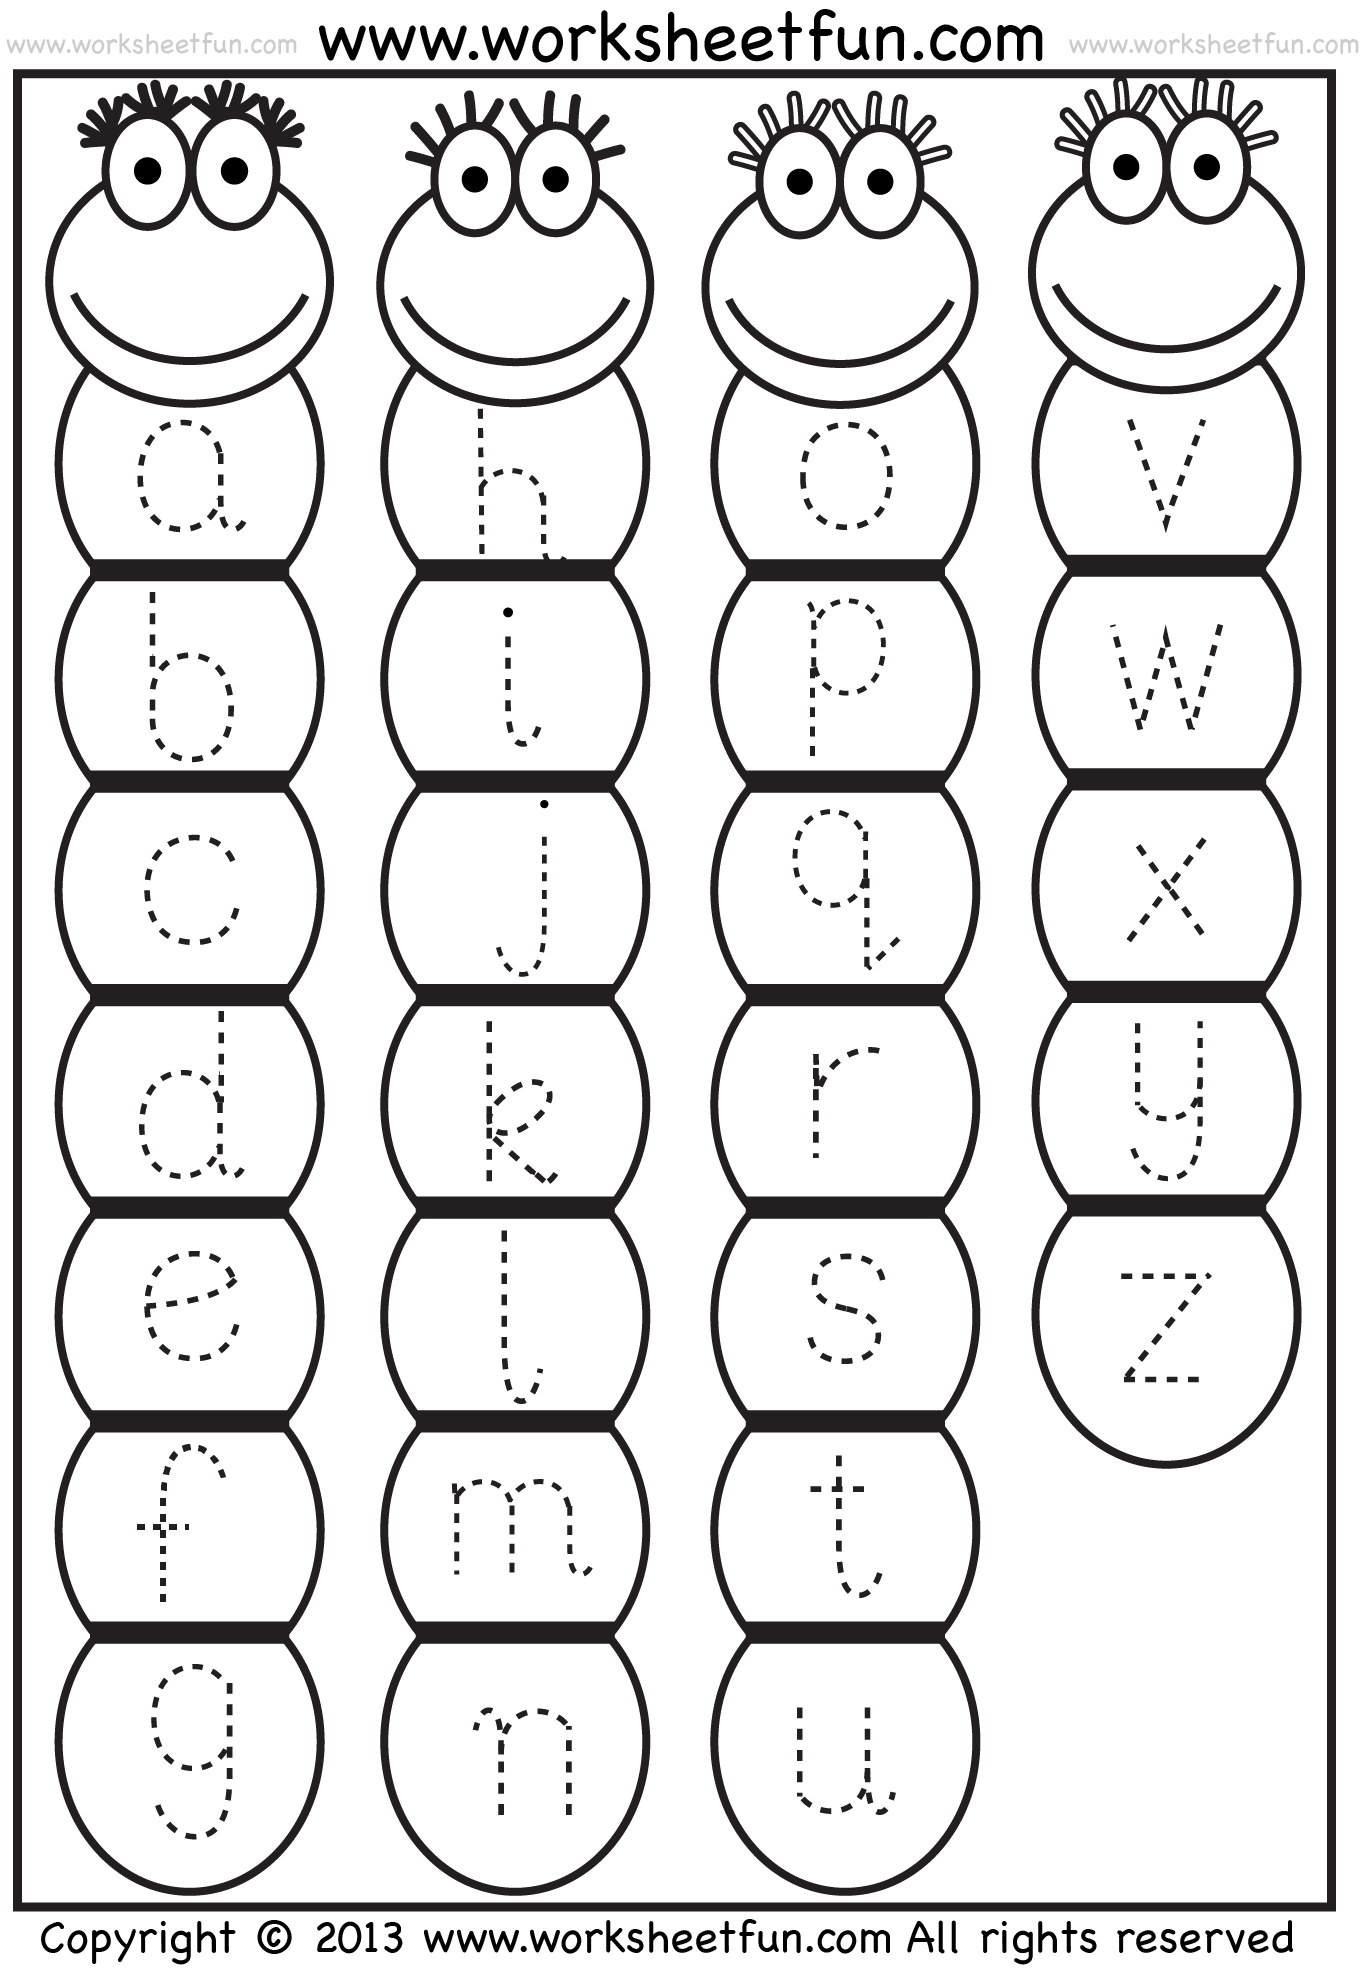 www.worksheetfun.com www.worksheetfun.com www.worksheetfun.com
a
b
c
d
e
f
g
h
i
j
k
l
m
n
o
p
q
r
s
t
u
v
w
x
y
z
Copyright © 2013 www.worksheetfun.com All rights reserved